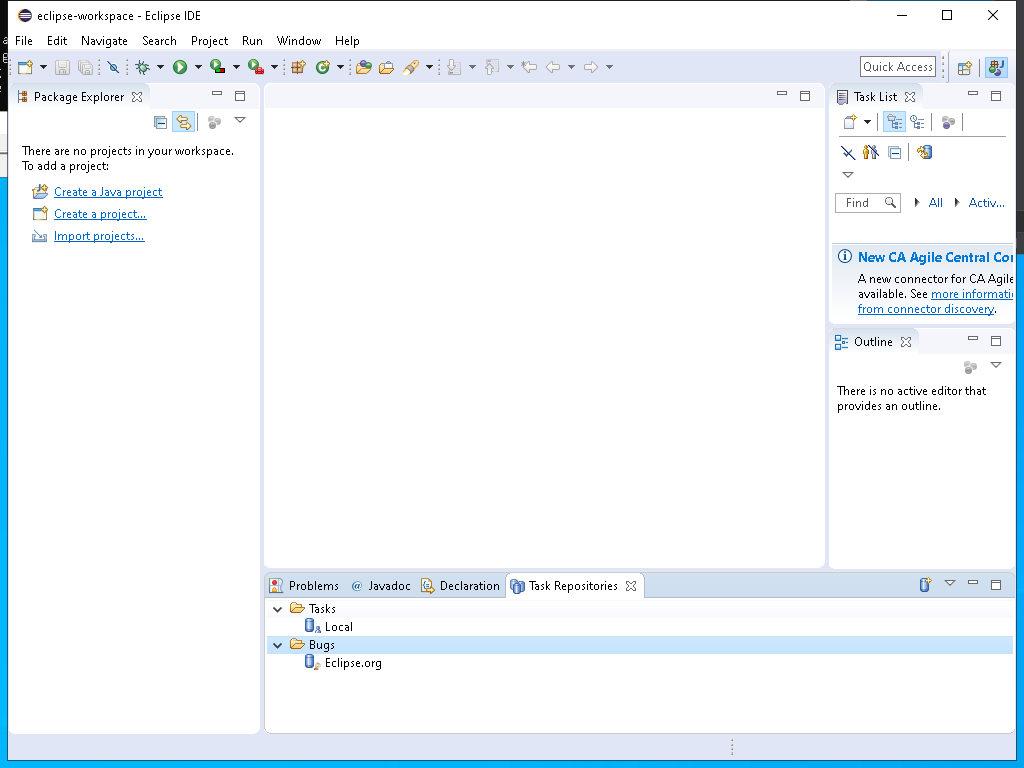 eclipse-workspace - Eclipse IDE
File Edit Navigate Search Project Run Window Help
Quick Access
Package Explorer
There are no projects in your workspace.
To add a project:
Create a Java project
Create a project...
Import projects...
Task List
Find All Activ...
New CA Agile Central Co
A new connector for CA Agile
available. See more informati
from connector discovery.
Outline
There is no active editor that
provides an outline.
Problems @ Javadoc Declaration Task Repositories
Tasks
Local
Bugs
Eclipse.org